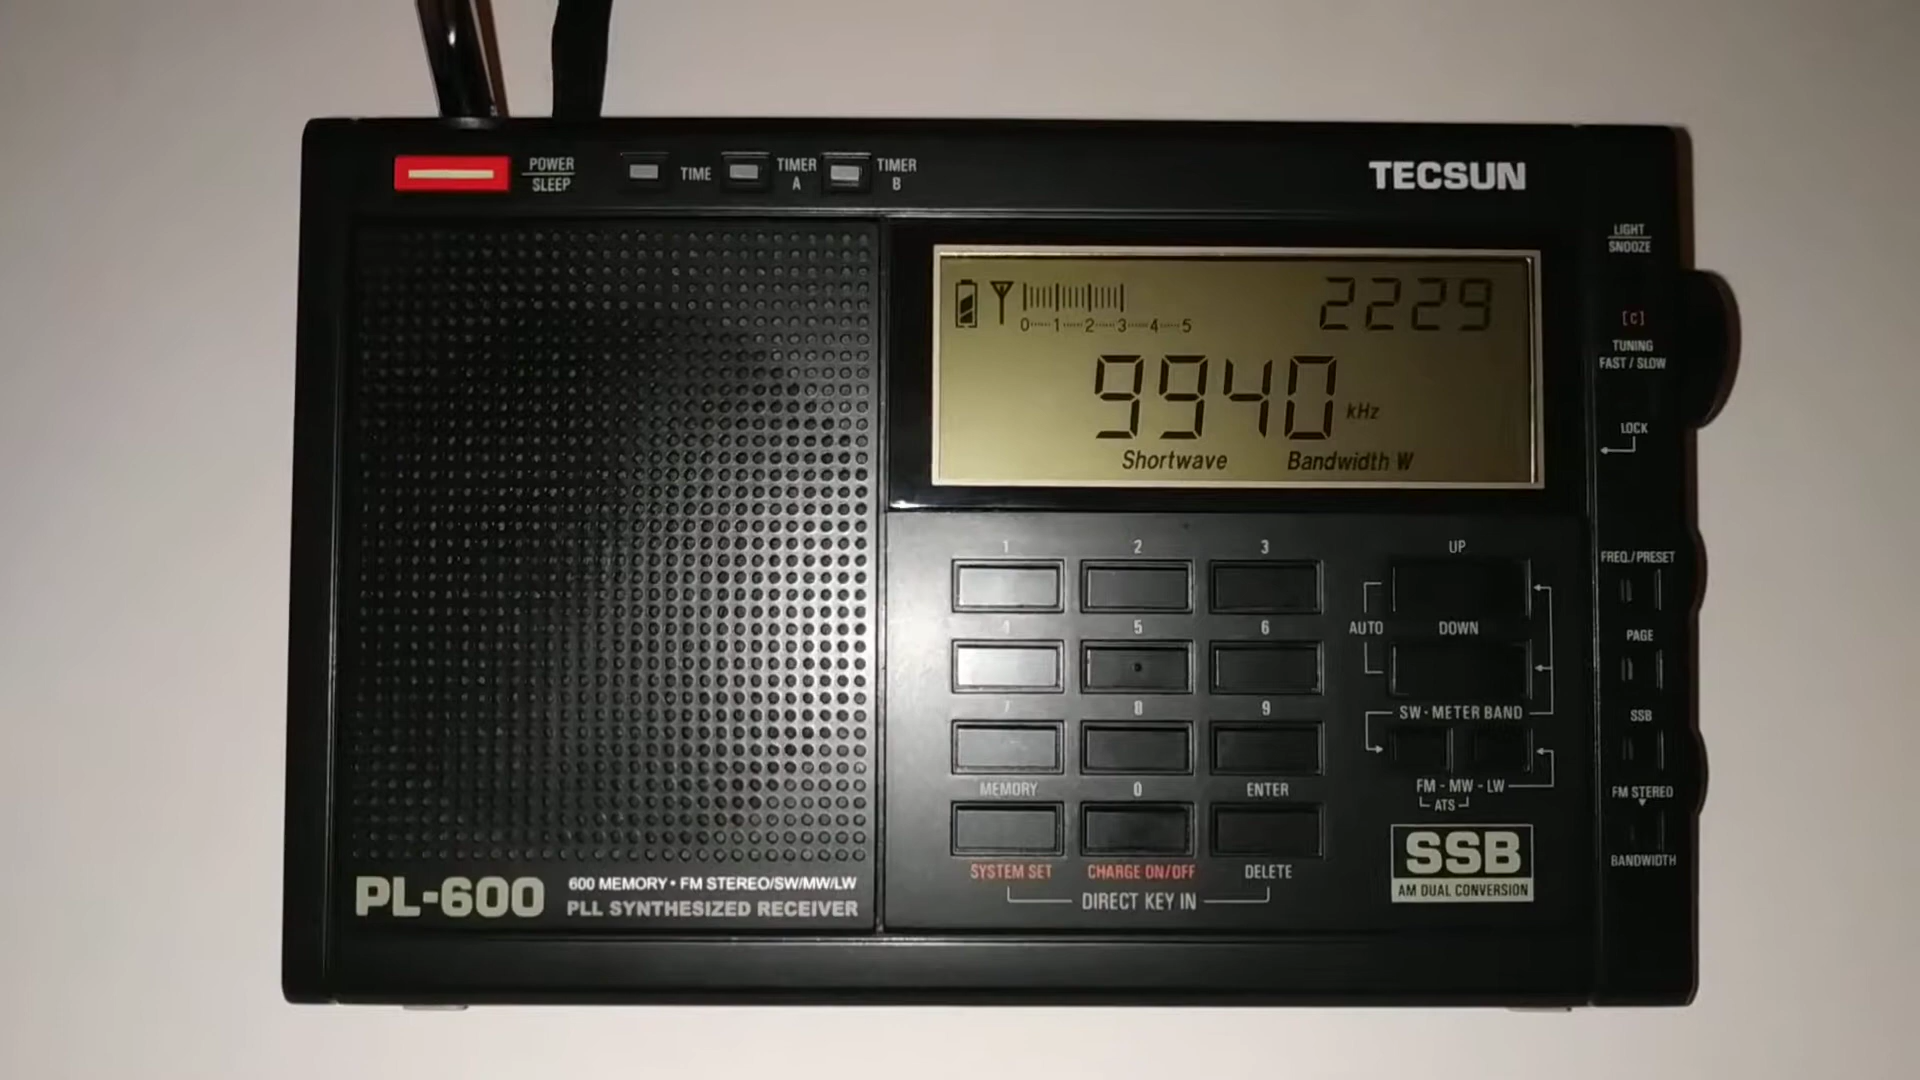 POWER
SLEEP
TIME
TIMER A
TIMER B
TECSUN
LIGHT
SNOOZE
0 1 2 3 4 5
2229
9940 kHz
Shortwave Bandwidth W
[C]
TUNING
FAST / SLOW
LOCK
1 2 3
UP
FREQ./PRESET
4 5 6
AUTO
DOWN
PAGE
7 8 9
SW · METER BAND
SSB
MEMORY 0 ENTER
FM - MW - LW
ATS
FM STEREO
BANDWIDTH
SYSTEM SET CHARGE ON/OFF DELETE
DIRECT KEY IN
SSB
AM DUAL CONVERSION
PL-600
600 MEMORY • FM STEREO/SW/MW/LW
PLL SYNTHESIZED RECEIVER